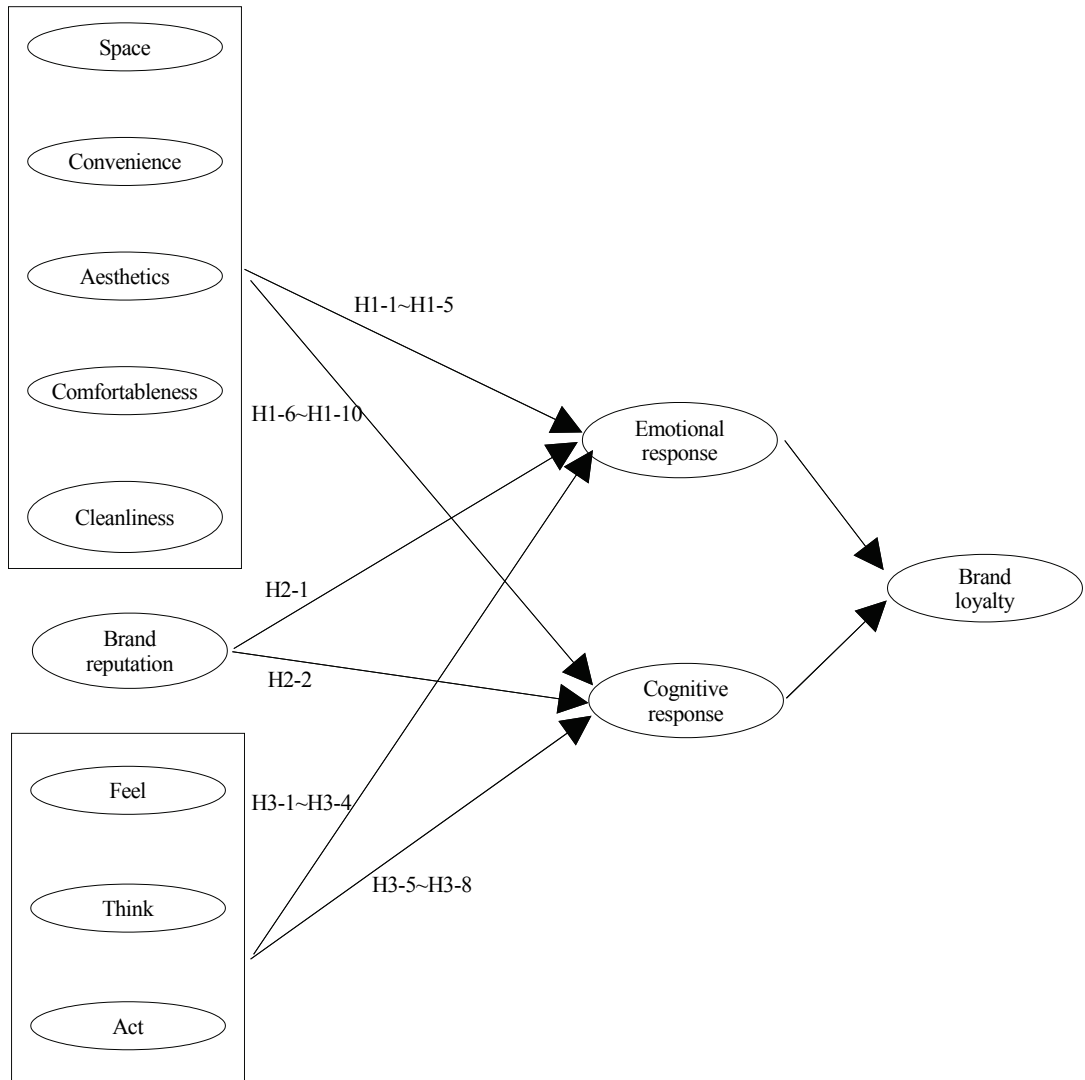 Space
Convenience
Aesthetics
Comfortableness
Cleanliness
H1-1~H1-5
H1-6~H1-10
Emotional
response
H2-1
Brand
reputation
H2-2
Brand
loyalty
Cognitive
response
Feel
Think
Act
H3-1~H3-4
H3-5~H3-8